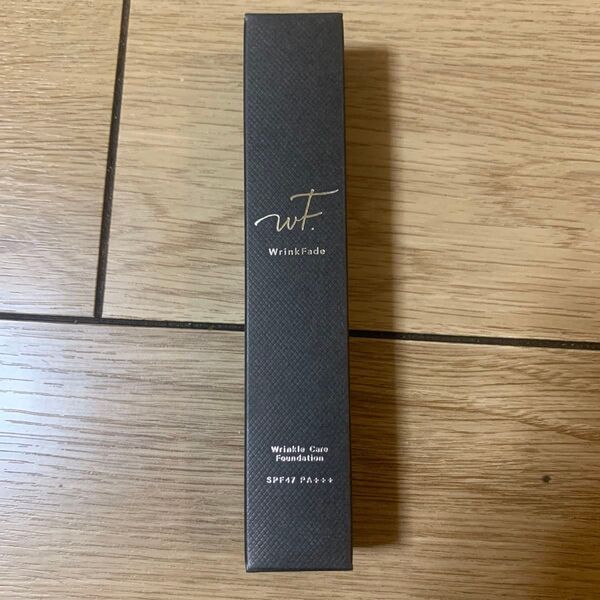 WF.
WrinkFade
Wrinkle Care
Foundation
SPF47 PA+++